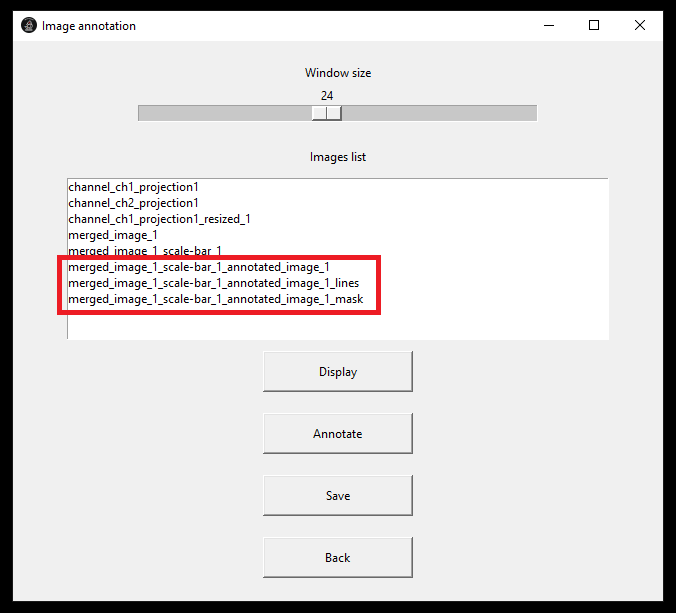 Image annotation
Window size
24
Images list
channel_ch1_projection1
channel_ch2_projection1
channel_ch1_projection1_resized_1
merged_image_1
merged_image_1_scale-bar_1
merged_image_1_scale-bar_1_annotated_image_1
merged_image_1_scale-bar_1_annotated_image_1_lines
merged_image_1_scale-bar_1_annotated_image_1_mask
Display
Annotate
Save
Back